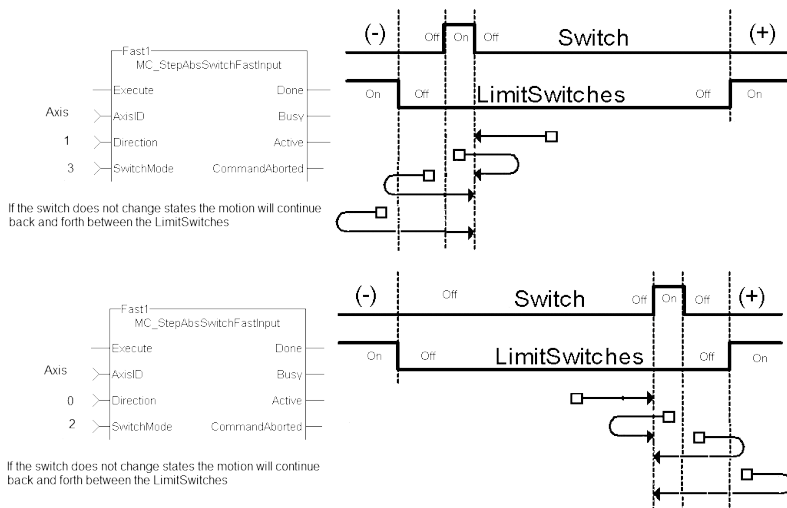 (-)
Off
On
Off
Switch
(+)
Fast1
MC_StepAbsSwitchFastInput
On
Off
LimitSwitches
Off
On
Execute
Done
Axis
AxisID
Busy
1
Direction
Active
3
SwitchMode
CommandAborted
If the switch does not change states the motion will continue
back and forth between the LimitSwitches
(-)
Off
Switch
Off
On
Off
(+)
Fast1
MC_StepAbsSwitchFastInput
On
Off
LimitSwitches
Off
On
Execute
Done
Axis
AxisID
Busy
0
Direction
Active
2
SwitchMode
CommandAborted
If the switch does not change states the motion will continue
back and forth between the LimitSwitches